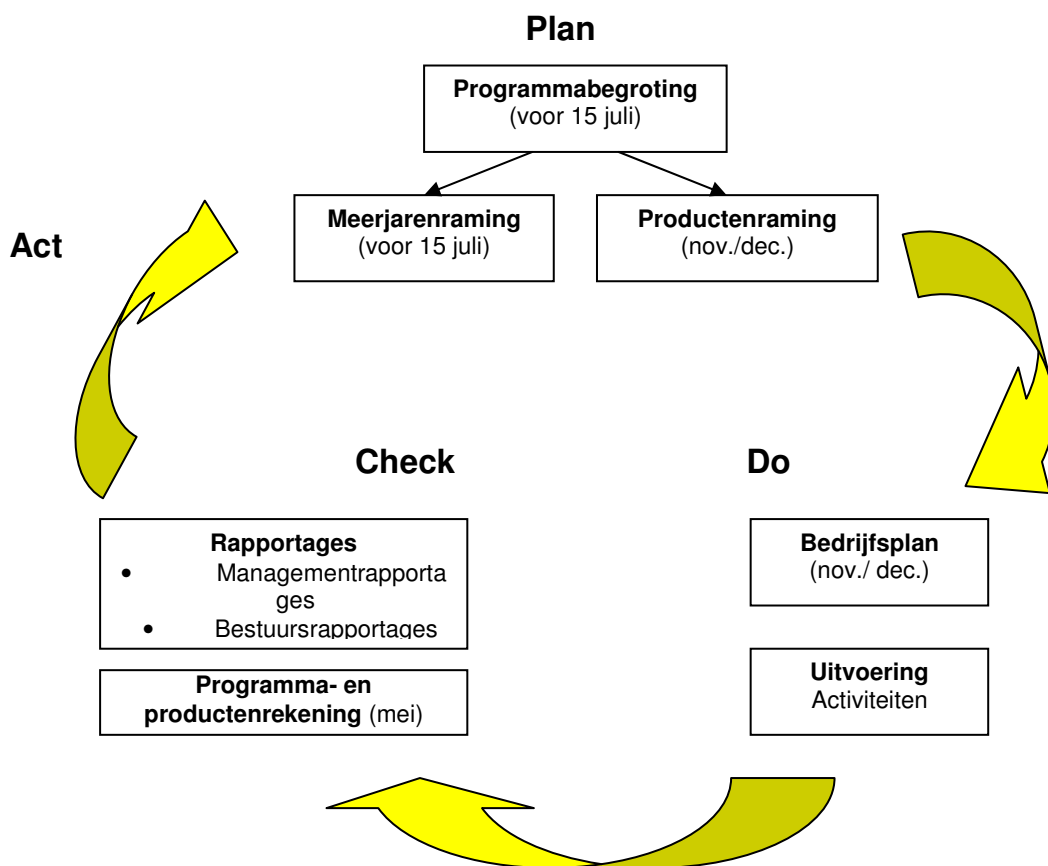 Plan
Programmabegroting
(voor 15 juli)
Meerjarenraming
(voor 15 juli)
Productenraming
(nov./dec.)
Act
Check
Do
Rapportages
• Managementrapporta
ges
• Bestuursrapportages
Programma- en
productenrekening (mei)
Bedrijfsplan
(nov./ dec.)
Uitvoering
Activiteiten